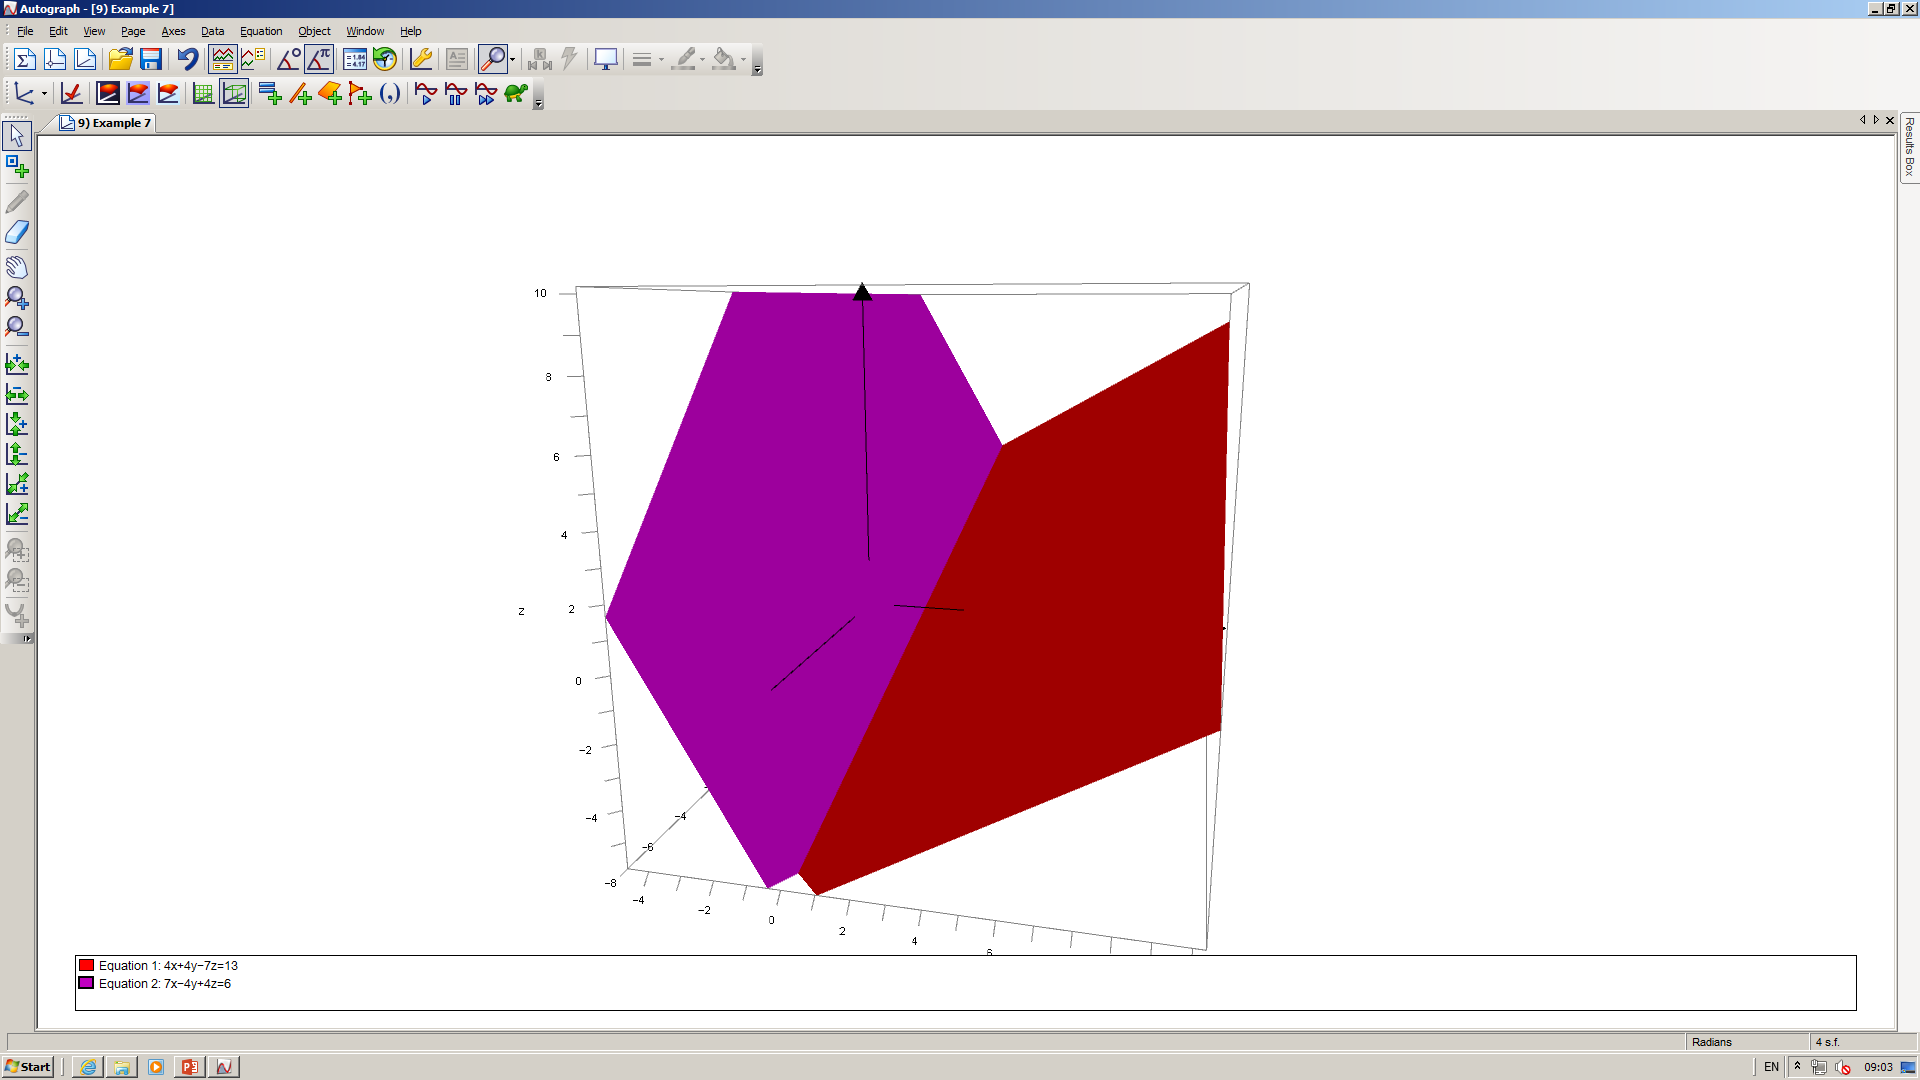 Autograph - [9) Example 7]
File Edit View Page Axes Data Equation Object Window Help
9) Example 7
Results Box
10
8
6
4
z
2
0
−2
−4
−4
−6
−8
−4
−2
0
2
4
6
Equation 1: 4x+4y−7z=13
Equation 2: 7x−4y+4z=6
Radians
4 s.f.
Start
EN
09:03